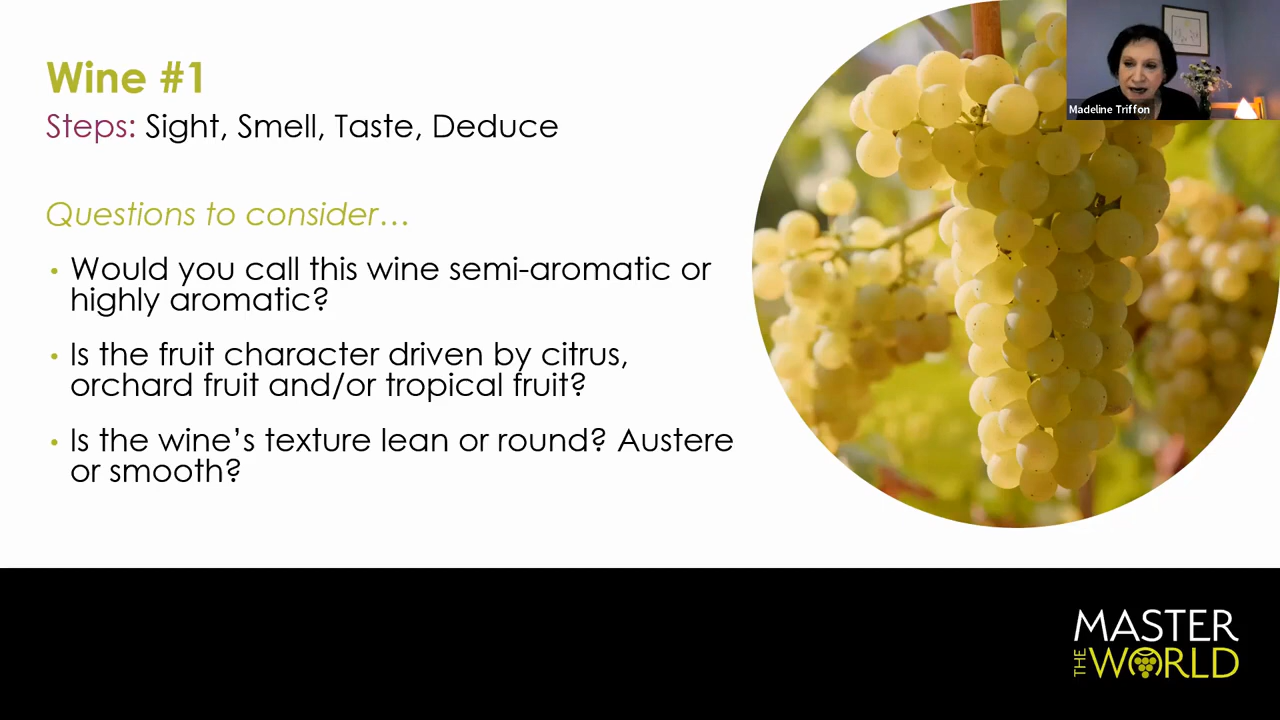 Wine #1
Steps: Sight, Smell, Taste, Deduce
Questions to consider…
• Would you call this wine semi-aromatic or
highly aromatic?
• Is the fruit character driven by citrus,
orchard fruit and/or tropical fruit?
• Is the wine’s texture lean or round? Austere
or smooth?
Madeline Triffon
MASTER
THE WORLD